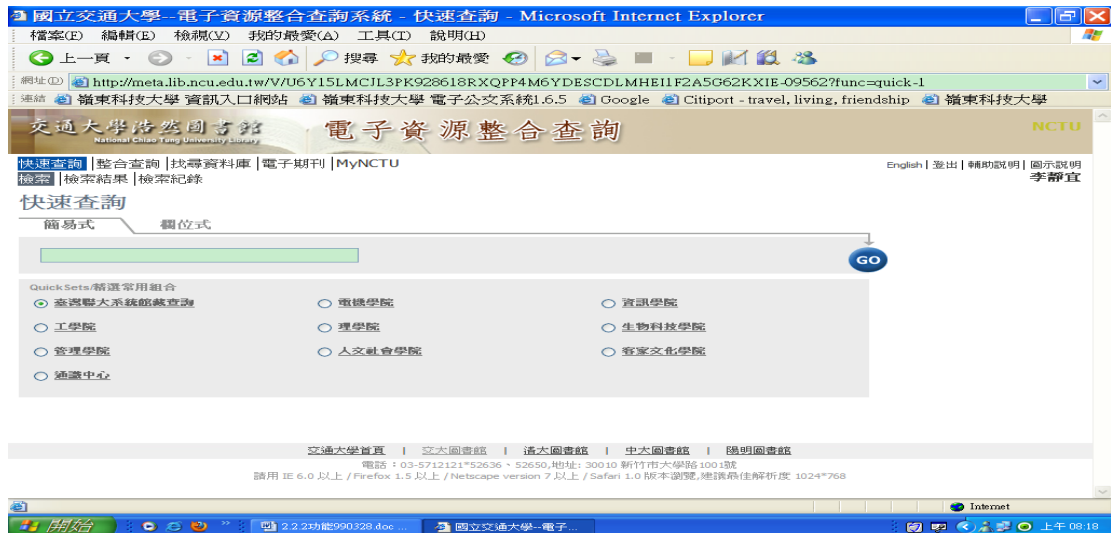 國立交通大學--電子資源整合查詢系統 - 快速查詢 - Microsoft Internet Explorer
檔案(F) 編輯(E) 檢視(V) 我的最愛(A) 工具(T) 說明(H)
上一頁 搜尋 我的最愛
網址(D) http://meta.lib.ncu.edu.tw/V/U6Y15LMCJL3PK928618RXQPP4M6YDESCDLMHEI1F2A5G62KXIE-09562?func=quick-1
連結 嶺東科技大學 資訊入口網站 嶺東科技大學 電子公文系統1.6.5 Google Citiport - travel, living, friendship 嶺東科技大學
交通大學浩然圖書館 電子資源整合查詢 NCTU
National Chiao Tung University Library
快速查詢 | 整合查詢 | 找尋資料庫 | 電子期刊 | MyNCTU English | 登出 | 輔助說明 | 圖示說明
檢索 | 檢索結果 | 檢索紀錄 李靜宜
快速查詢
簡易式 欄位式
GO
QuickSets/精選常用組合
臺灣聯大系統館藏查詢 電機學院 資訊學院
工學院 理學院 生物科技學院
管理學院 人文社會學院 客家文化學院
通識中心
交通大學首頁 | 交大圖書館 | 清大圖書館 | 中大圖書館 | 陽明圖書館
電話：03-5712121*52636、52650,地址: 30010 新竹市大學路1001號
請用 IE 6.0 以上 / Firefox 1.5 以上 / Netscape version 7 以上 / Safari 1.0 版本瀏覽,建議最佳解析度 1024*768
Internet
開始 2.2.2功能990328.doc ... 國立交通大學--電子... 上午 08:18